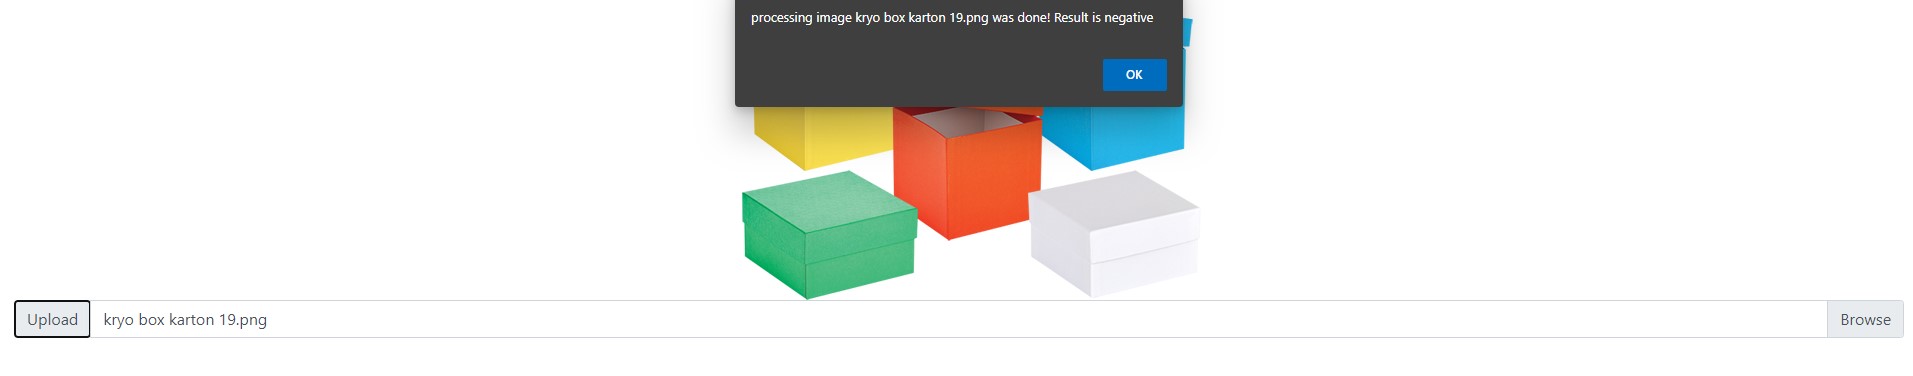 processing image kryo box karton 19.png was done! Result is negative
OK
Upload
kryo box karton 19.png
Browse